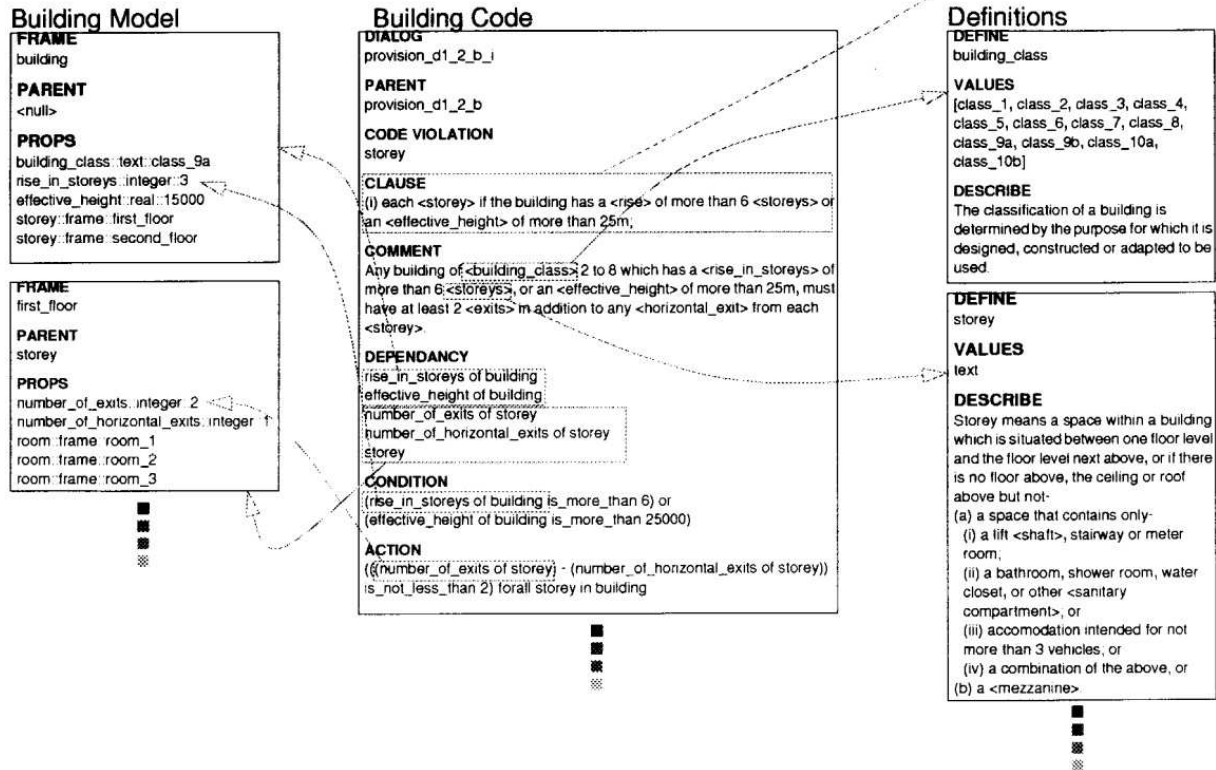 Building Model
FRAME
building
PARENT
<null>
PROPS
building_class::text::class_9a
rise_in_storeys::integer::3
effective_height::real::15000
storey::frame::first_floor
storey::frame::second_floor
FRAME
first_floor
PARENT
storey
PROPS
number_of_exits::integer::2
number_of_horizontal_exits::integer::1
room::frame::room_1
room::frame::room_2
room::frame::room_3
Building Code
DIALOG
provision_d1_2_b_i
PARENT
provision_d1_2_b
CODE VIOLATION
storey
CLAUSE
(i) each <storey> if the building has a <rise> of more than 6 <storeys> or
an <effective_height> of more than 25m;
COMMENT
Any building of <building_class> 2 to 8 which has a <rise_in_storeys> of
more than 6 <storeys>, or an <effective_height> of more than 25m, must
have at least 2 <exits> in addition to any <horizontal_exit> from each
<storey>.
DEPENDANCY
rise_in_storeys of building
effective_height of building
number_of_exits of storey
number_of_horizontal_exits of storey
storey
CONDITION
(rise_in_storeys of building is_more_than 6) or
(effective_height of building is_more_than 25000)
ACTION
(((number_of_exits of storey) - (number_of_horizontal_exits of storey))
is_not_less_than 2) forall storey in building
Definitions
DEFINE
building_class
VALUES
[class_1, class_2, class_3, class_4,
class_5, class_6, class_7, class_8,
class_9a, class_9b, class_10a,
class_10b]
DESCRIBE
The classification of a building is
determined by the purpose for which it is
designed, constructed or adapted to be
used.
DEFINE
storey
VALUES
text
DESCRIBE
Storey means a space within a building
which is situated between one floor level
and the floor level next above, or if there
is no floor above, the ceiling or roof
above but not-
(a) a space that contains only-
(i) a lift <shaft>, stairway or meter
room;
(ii) a bathroom, shower room, water
closet, or other <sanitary
compartment>, or
(iii) accomodation intended for not
more than 3 vehicles; or
(iv) a combination of the above, or
(b) a <mezzanine>.